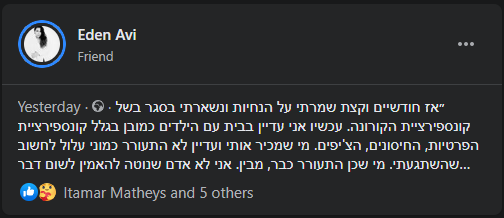 Eden Avi
Friend
Yesterday ·
״אז חודשיים וקצת שמרתי על הנחיות ונשארתי בסגר בשל
קונספירציית הקורונה. עכשיו אני עדיין בבית עם הילדים כמובן בגלל קונספירציית
הפרטיות, החיסונים, הצ'יפים. מי שמכיר אותי ועדיין לא התעורר כמוני עלול לחשוב
שהשתגעתי. מי שכן התעורר כבר, מבין. אני לא אדם שנוטה להאמין לשום דבר...
Itamar Matheys and 5 others